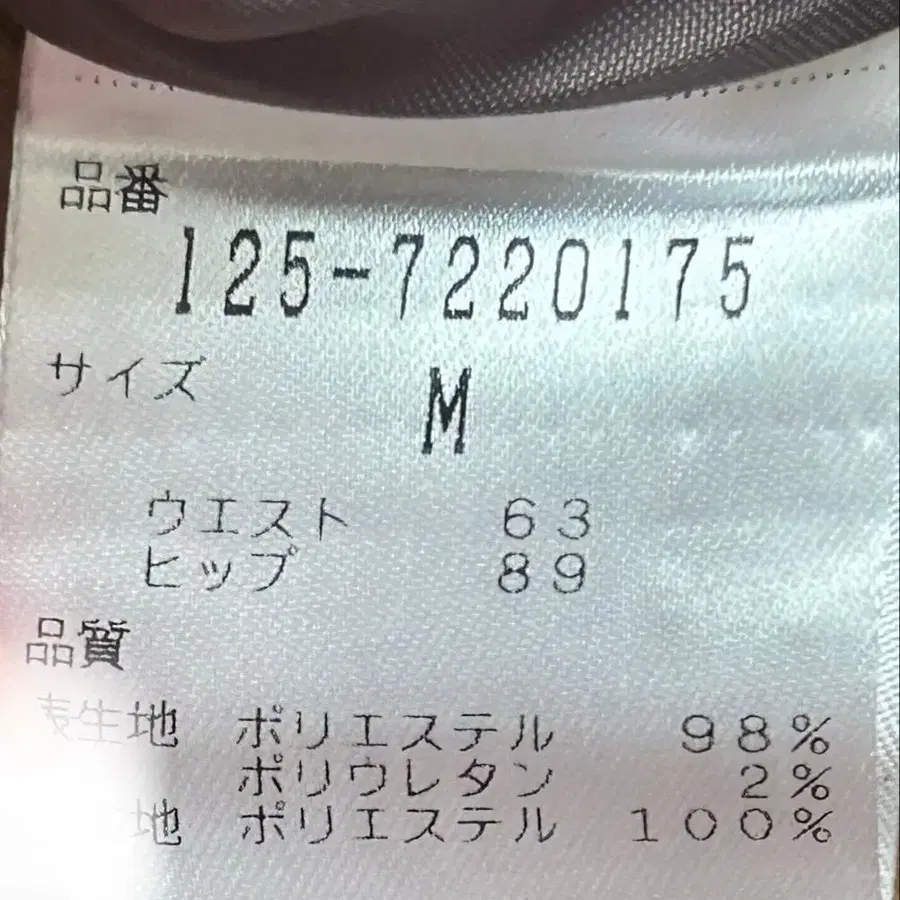 品番
125-7220175
サイズ M
ウエスト 63
ヒップ 89
品質
表生地 ポリエステル 98%
ポリウレタン 2%
地 ポリエステル 100%